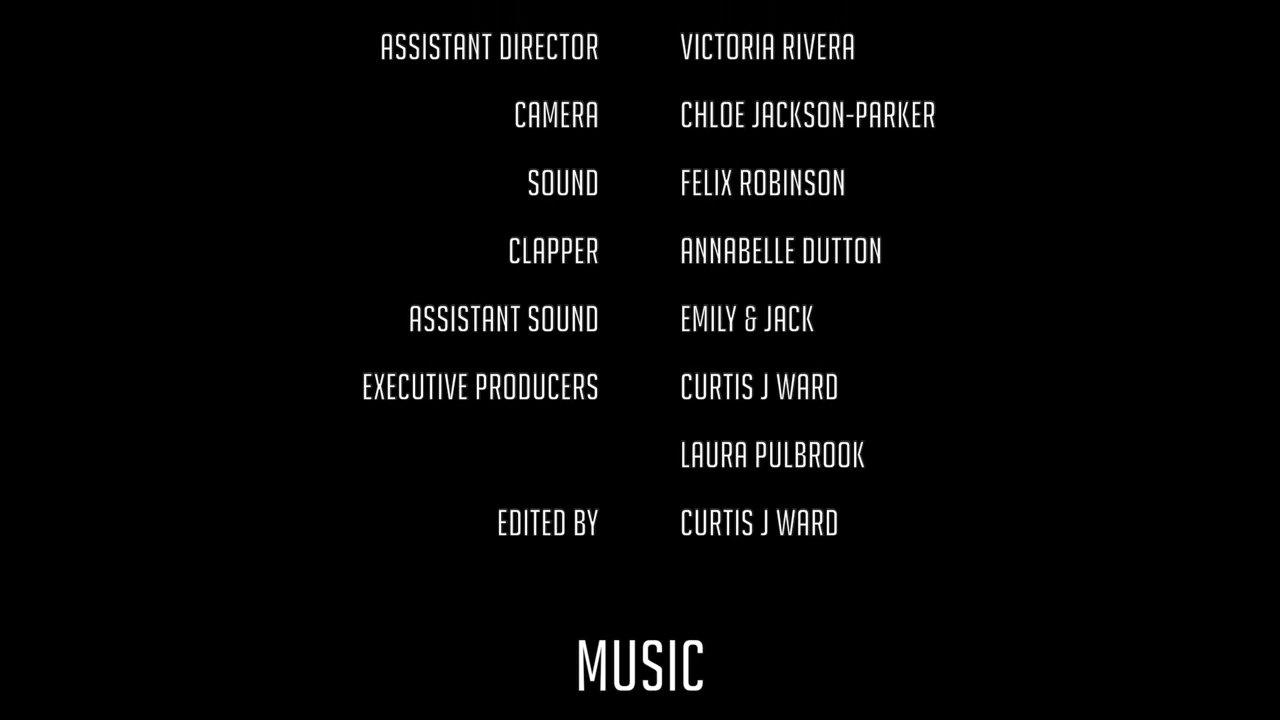 ASSISTANT DIRECTOR VICTORIA RIVERA
CAMERA CHLOE JACKSON-PARKER
SOUND FELIX ROBINSON
CLAPPER ANNABELLE DUTTON
ASSISTANT SOUND EMILY & JACK
EXECUTIVE PRODUCERS CURTIS J WARD
LAURA PULBROOK
EDITED BY CURTIS J WARD
MUSIC